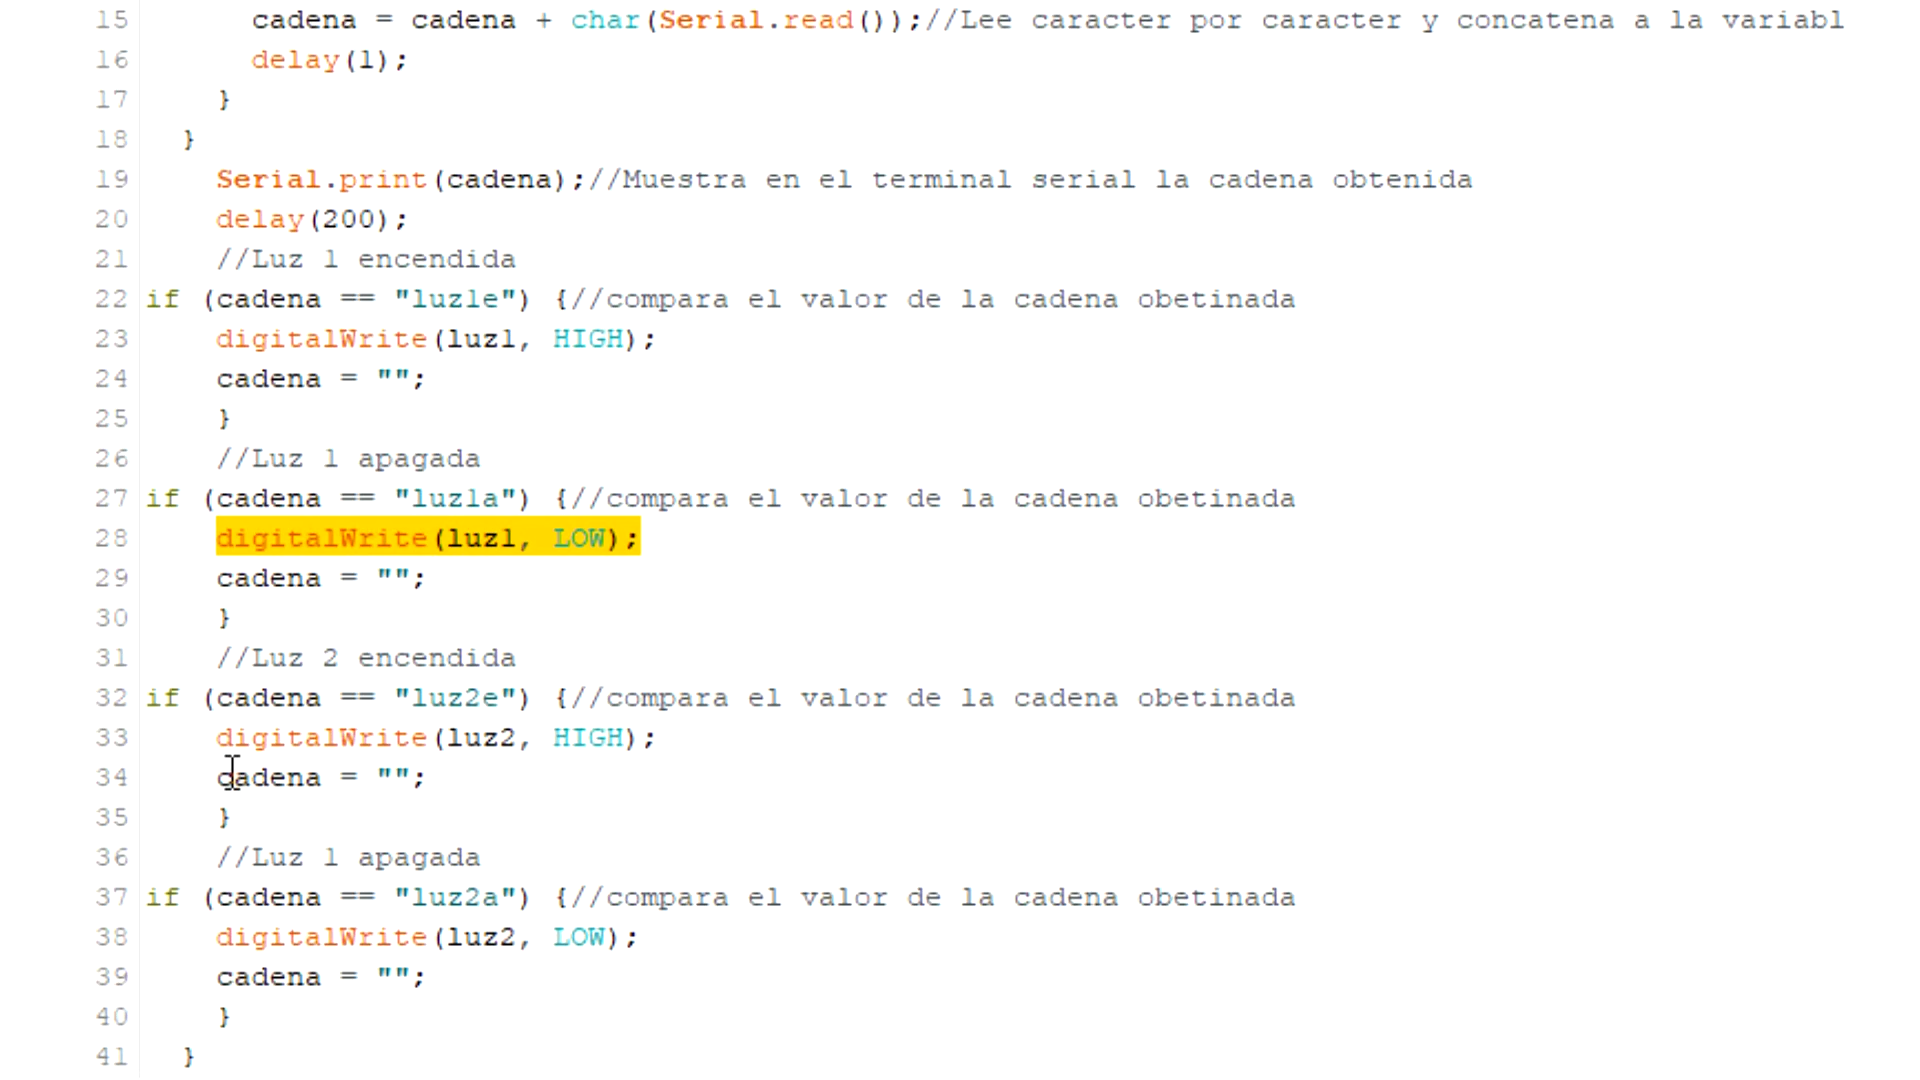 15 cadena = cadena + char(Serial.read());//Lee caracter por caracter y concatena a la variabl
16 delay(1);
17 }
18 }
19 Serial.print(cadena);//Muestra en el terminal serial la cadena obtenida
20 delay(200);
21 //Luz 1 encendida
22 if (cadena == "luz1e") {//compara el valor de la cadena obetinada
23 digitalWrite(luz1, HIGH);
24 cadena = "";
25 }
26 //Luz 1 apagada
27 if (cadena == "luz1a") {//compara el valor de la cadena obetinada
28 digitalWrite(luz1, LOW);
29 cadena = "";
30 }
31 //Luz 2 encendida
32 if (cadena == "luz2e") {//compara el valor de la cadena obetinada
33 digitalWrite(luz2, HIGH);
34 cadena = "";
35 }
36 //Luz 1 apagada
37 if (cadena == "luz2a") {//compara el valor de la cadena obetinada
38 digitalWrite(luz2, LOW);
39 cadena = "";
40 }
41 }